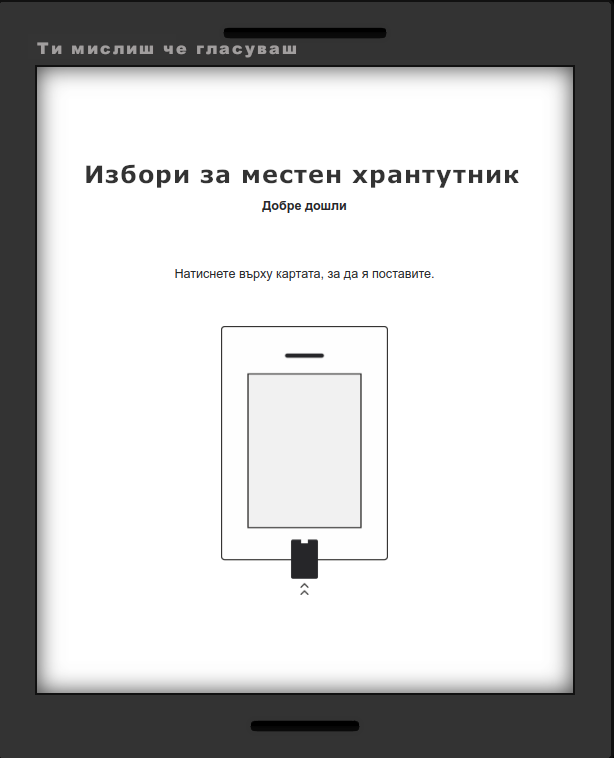 Ти мислиш че гласуваш
Избори за местен хрантутник
Добре дошли
Натиснете върху картата, за да я поставите.